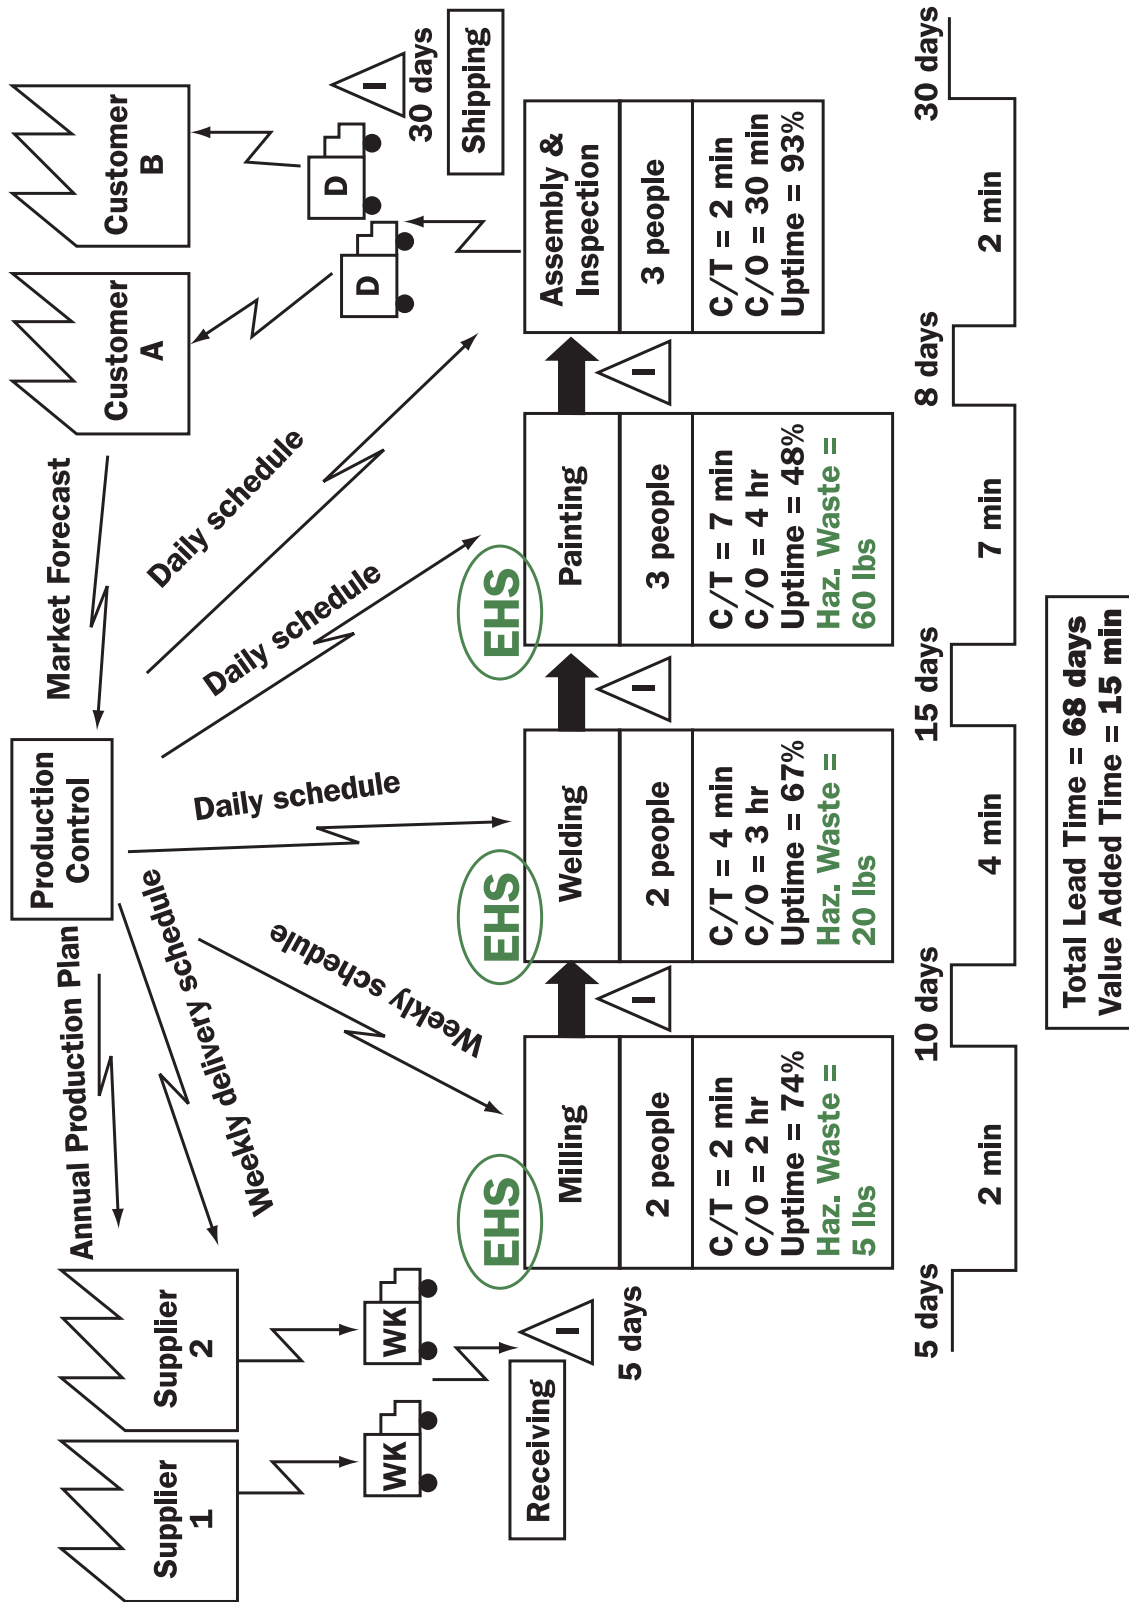 Supplier
1
Supplier
2
Annual Production Plan
Production
Control
Market Forecast
Customer
A
Customer
B
Weekly delivery schedule
Weekly schedule
Daily schedule
Daily schedule
Daily schedule
WK
WK
D
D
I
30 days
Shipping
Receiving
I
5 days
EHS
Milling
2 people
C/T = 2 min
C/O = 2 hr
Uptime = 74%
Haz. Waste =
5 lbs
I
EHS
Welding
2 people
C/T = 4 min
C/O = 3 hr
Uptime = 67%
Haz. Waste =
20 lbs
I
EHS
Painting
3 people
C/T = 7 min
C/O = 4 hr
Uptime = 48%
Haz. Waste =
60 lbs
I
Assembly &
Inspection
3 people
C/T = 2 min
C/O = 30 min
Uptime = 93%
5 days
2 min
10 days
4 min
15 days
7 min
8 days
2 min
30 days
Total Lead Time = 68 days
Value Added Time = 15 min